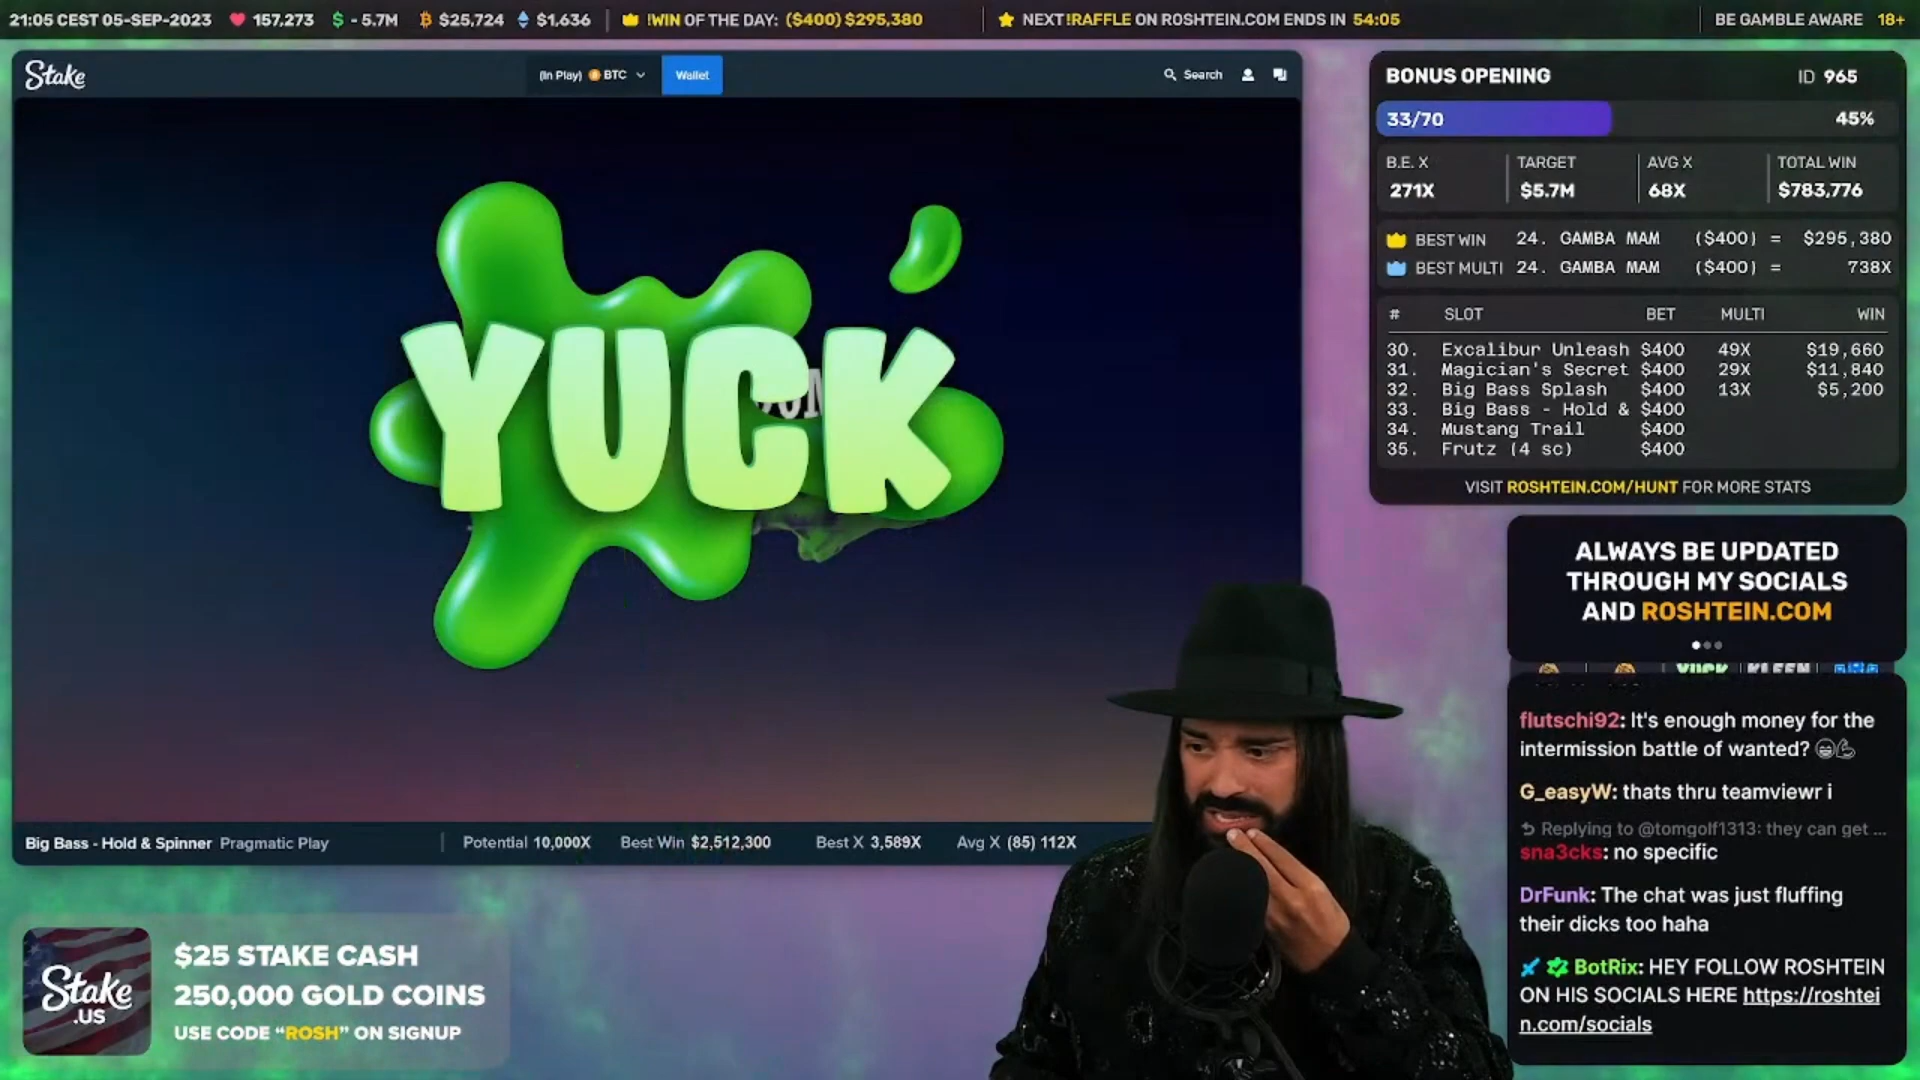 21:05 CEST 05-SEP-2023 157,273 $ - 5.7M $25,724 $1,636 !WIN OF THE DAY: ($400) $295,380 NEXT !RAFFLE ON ROSHTEIN.COM ENDS IN 54:05 BE GAMBLE AWARE 18+
Stake (In Play) BTC Wallet Search
YUCK
Big Bass - Hold & Spinner Pragmatic Play Potential 10,000X Best Win $2,512,300 Best X 3,589X Avg X (85) 112X
Stake
.US
$25 STAKE CASH
250,000 GOLD COINS
USE CODE “ROSH” ON SIGNUP
BONUS OPENING ID 965
33/70 45%
B.E. X TARGET AVG X TOTAL WIN
271X $5.7M 68X $783,776
BEST WIN 24. GAMBA MAM ($400) = $295,380
BEST MULTI 24. GAMBA MAM ($400) = 738X
# SLOT BET MULTI WIN
30. Excalibur Unleash $400 49X $19,660
31. Magician's Secret $400 29X $11,840
32. Big Bass Splash $400 13X $5,200
33. Big Bass - Hold & $400
34. Mustang Trail $400
35. Frutz (4 sc) $400
VISIT ROSHTEIN.COM/HUNT FOR MORE STATS
ALWAYS BE UPDATED
THROUGH MY SOCIALS
AND ROSHTEIN.COM
YUCK KLEEN
flutschi92: It's enough money for the
intermission battle of wanted? 😁💪
G_easyW: thats thru teamviewr i
Replying to @tomgolf1313: they can get ...
sna3cks: no specific
DrFunk: The chat was just fluffing
their dicks too haha
BotRix: HEY FOLLOW ROSHTEIN
ON HIS SOCIALS HERE https://roshtei
n.com/socials